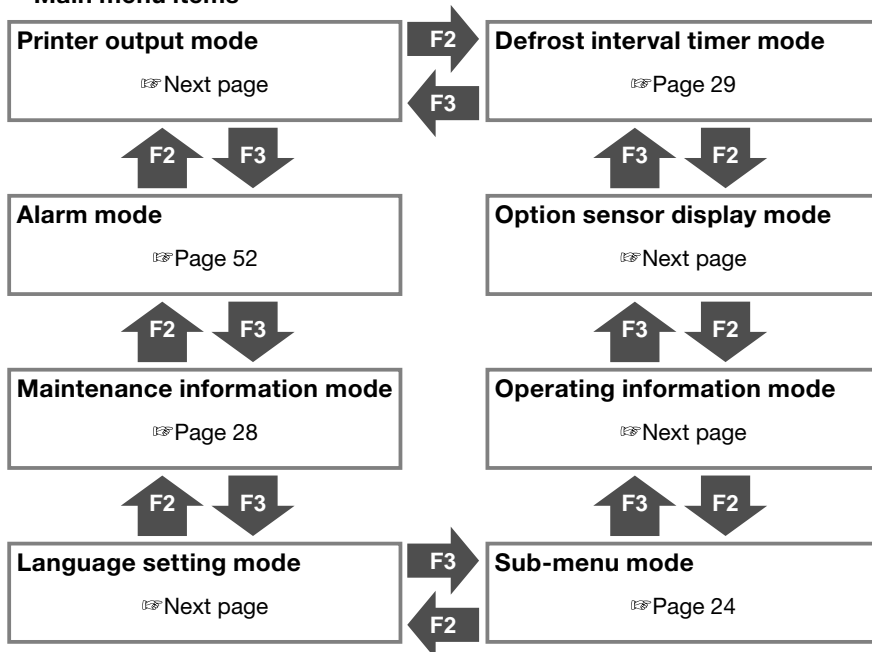 Main menu items
Printer output mode
☞Next page
F2
F3
Defrost interval timer mode
☞Page 29
F2
F3
F3
F2
Alarm mode
☞Page 52
Option sensor display mode
☞Next page
F2
F3
F3
F2
Maintenance information mode
☞Page 28
Operating information mode
☞Next page
F2
F3
F3
F2
Language setting mode
☞Next page
F3
F2
Sub-menu mode
☞Page 24